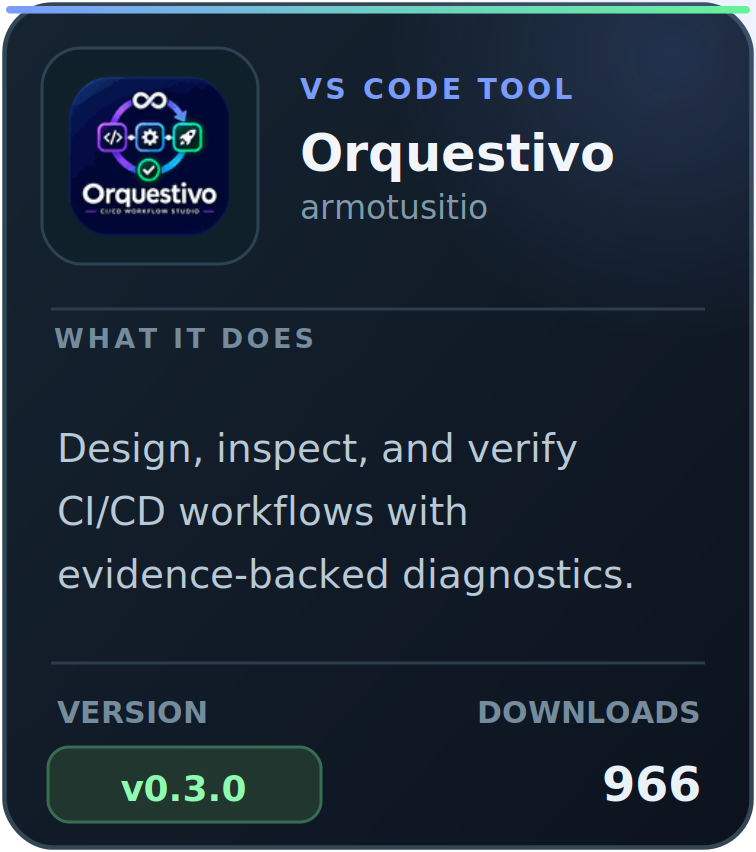 VS CODE TOOL
Orquestivo
armotusitio
Orquestivo
CI/CD WORKFLOW STUDIO
WHAT IT DOES
Design, inspect, and verify
CI/CD workflows with
evidence-backed diagnostics.
VERSION
DOWNLOADS
v0.3.0
966